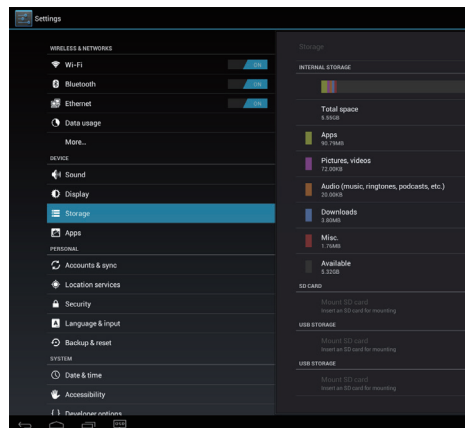 Settings
WIRELESS & NETWORKS
Wi-Fi
ON
Bluetooth
ON
Ethernet
ON
Data usage
More...
DEVICE
Sound
Display
Storage
Apps
PERSONAL
Accounts & sync
Location services
Security
Language & input
Backup & reset
SYSTEM
Date & time
Accessibility
Developer options
Storage
INTERNAL STORAGE
Total space
5.55GB
Apps
90.79MB
Pictures, videos
72.00KB
Audio (music, ringtones, podcasts, etc.)
20.00KB
Downloads
3.80MB
Misc.
1.76MB
Available
5.32GB
SD CARD
Mount SD card
Insert an SD card for mounting
USB STORAGE
Mount SD card
Insert an SD card for mounting
USB STORAGE
Mount SD card
Insert an SD card for mounting